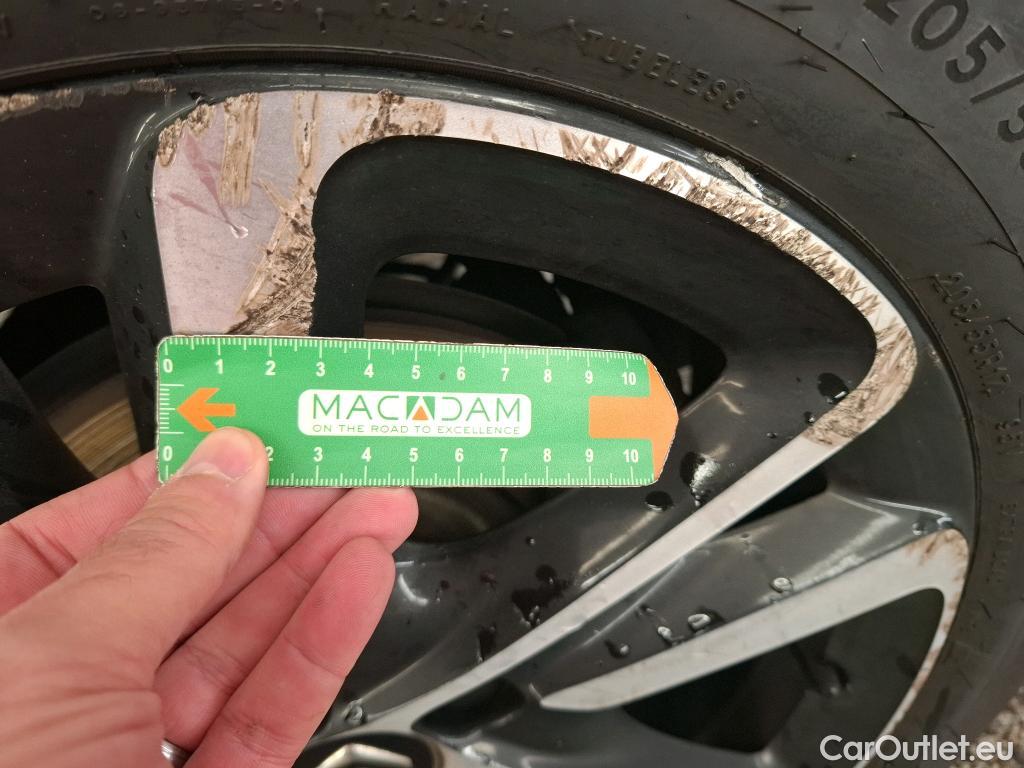 RADIAL TUBELESS
205/5
205/55R17
0 1 2 3 4 5 6 7 8 9 10
MACADAM
ON THE ROAD TO EXCELLENCE
0 2 3 4 5 6 7 8 9 10
CarOutlet.eu